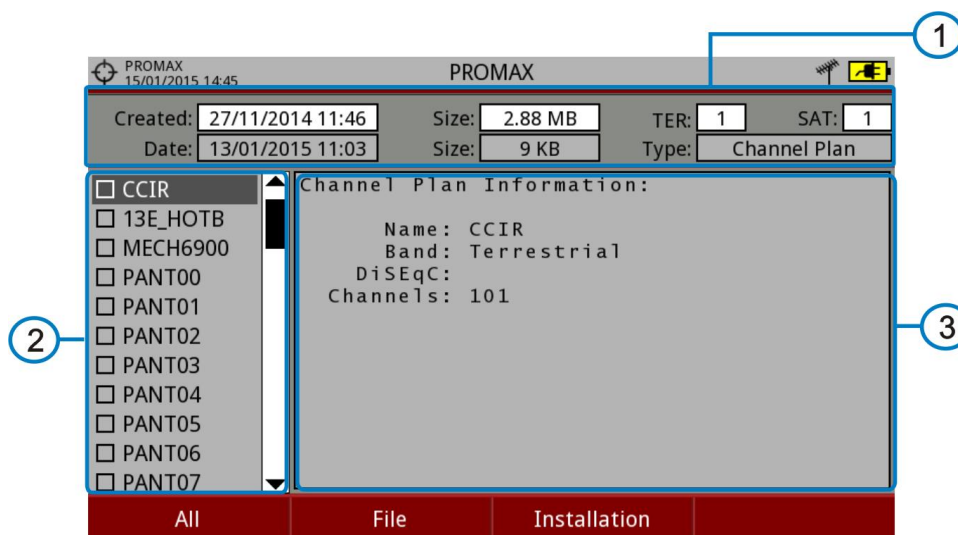 1
PROMAX
15/01/2015 14:45
PROMAX
Created: 27/11/2014 11:46 Size: 2.88 MB TER: 1 SAT: 1
Date: 13/01/2015 11:03 Size: 9 KB Type: Channel Plan
2
CCIR
13E_HOTB
MECH6900
PANT00
PANT01
PANT02
PANT03
PANT04
PANT05
PANT06
PANT07
3
Channel Plan Information:
Name: CCIR
Band: Terrestrial
DiSEqC:
Channels: 101
All File Installation